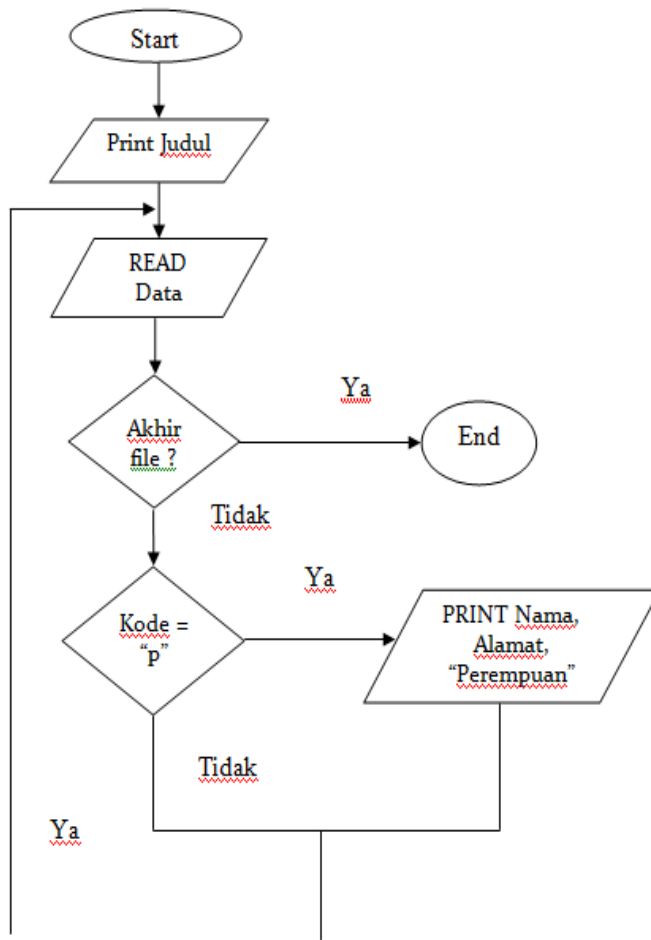 Start
Print Judul
READ
Data
Ya
Akhir
file ?
End
Tidak
Ya
Kode =
“p”
PRINT Nama,
Alamat,
“Perempuan”
Tidak
Ya